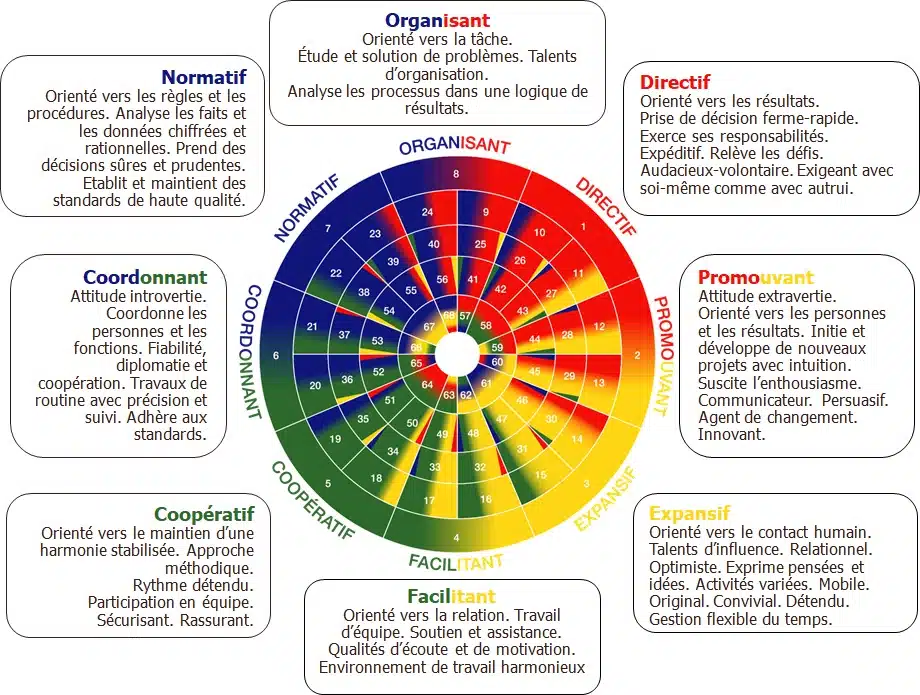 Organisant
Orienté vers la tâche.
Étude et solution de problèmes. Talents
d’organisation.
Analyse les processus dans une logique de
résultats.
Normatif
Orienté vers les règles et les
procédures. Analyse les faits et
les données chiffrées et
rationnelles. Prend des
décisions sûres et prudentes.
Etablit et maintient des
standards de haute qualité.
Directif
Orienté vers les résultats.
Prise de décision ferme-rapide.
Exerce ses responsabilités.
Expéditif. Relève les défis.
Audacieux-volontaire. Exigeant avec
soi-même comme avec autrui.
Coordonnant
Attitude introvertie.
Coordonne les
personnes et les
fonctions. Fiabilité,
diplomatie et
coopération. Travaux de
routine avec précision et
suivi. Adhère aux
standards.
Promouvant
Attitude extravertie.
Orienté vers les personnes
et les résultats. Initie et
développe de nouveaux
projets avec intuition.
Suscite l’enthousiasme.
Communicateur. Persuasif.
Agent de changement.
Innovant.
Coopératif
Orienté vers le maintien d’une
harmonie stabilisée. Approche
méthodique.
Rythme détendu.
Participation en équipe.
Sécurisant. Rassurant.
Expansif
Orienté vers le contact humain.
Talents d’influence. Relationnel.
Optimiste. Exprime pensées et
idées. Activités variées. Mobile.
Original. Convivial. Détendu.
Gestion flexible du temps.
Facilitant
Orienté vers la relation. Travail
d’équipe. Soutien et assistance.
Qualités d’écoute et de motivation.
Environnement de travail harmonieux
ORGANISANT
DIRECTIF
PROMOUVANT
EXPANSIF
FACILITANT
COOPÉRATIF
COORDONNANT
NORMATIF
8
1
2
3
4
5
6
7
9
10
11
12
13
14
15
16
17
18
19
20
21
22
23
24
25
26
27
28
29
30
31
32
33
34
35
36
37
38
39
40
41
42
43
44
45
46
47
48
49
50
51
52
53
54
55
56
57
58
59
60
61
62
63
64
65
66
67
68